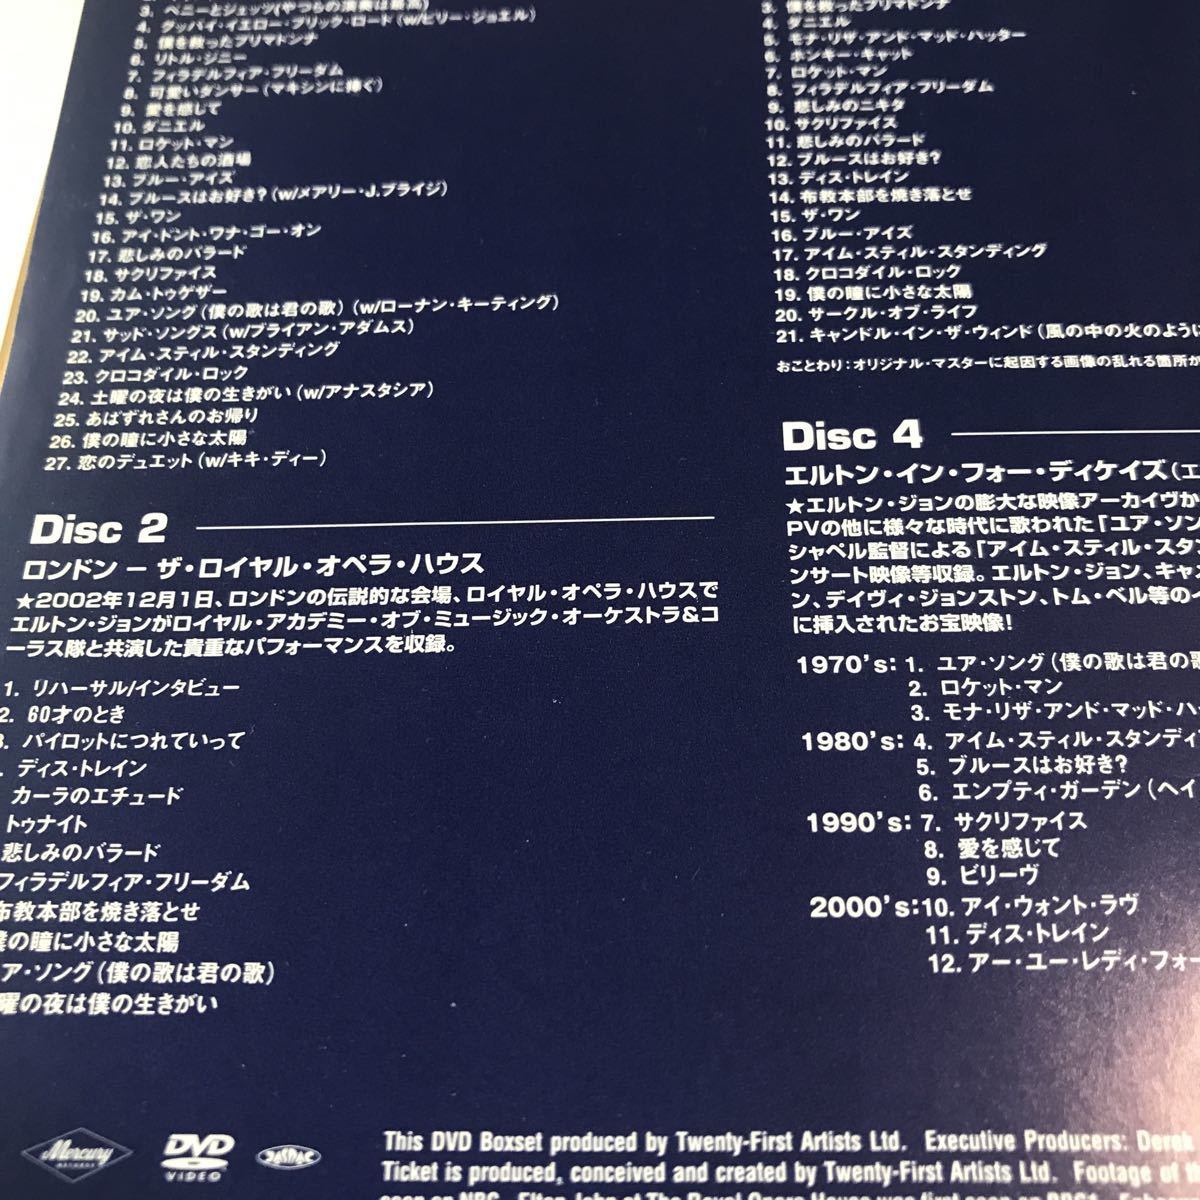 3. ベニーとジェッツ(やつらの演奏は最高)
4. グッバイ・イエロー・ブリック・ロード(w/ビリー・ジョエル)
5. 僕を救ったプリマドンナ
6. リトル・ジニー
7. フィラデルフィア・フリーダム
8. 可愛いダンサー(マキシンに捧ぐ)
9. 愛を感じて
10. ダニエル
11. ロケット・マン
12. 恋人たちの酒場
13. ブルー・アイズ
14. ブルースはお好き?(w/メアリー・J.ブライジ)
15. ザ・ワン
16. アイ・ドント・ワナ・ゴー・オン
17. 悲しみのバラード
18. サクリファイス
19. カム・トゥゲザー
20. ユア・ソング(僕の歌は君の歌)(w/ローナン・キーティング)
21. サッド・ソングス(w/ブライアン・アダムス)
22. アイム・スティル・スタンディング
23. クロコダイル・ロック
24. 土曜の夜は僕の生きがい(w/アナスタシア)
25. あばずれさんのお帰り
26. 僕の瞳に小さな太陽
27. 恋のデュエット(w/キキ・ディー)
Disc 2
ロンドン − ザ・ロイヤル・オペラ・ハウス
★2002年12月1日、ロンドンの伝説的な会場、ロイヤル・オペラ・ハウスで
エルトン・ジョンがロイヤル・アカデミー・オブ・ミュージック・オーケストラ&コ
ーラス隊と共演した貴重なパフォーマンスを収録。
1. リハーサル/インタビュー
2. 60才のとき
3. パイロットにつれていって
. ディス・トレイン
カーラのエチュード
トゥナイト
悲しみのバラード
フィラデルフィア・フリーダム
布教本部を焼き落とせ
僕の瞳に小さな太陽
ア・ソング(僕の歌は君の歌)
曜の夜は僕の生きがい
3. 僕を救ったプリマドンナ
4. ダニエル
5. モナ・リザ・アンド・マッド・ハッター
6. ホンキー・キャット
7. ロケット・マン
8. フィラデルフィア・フリーダム
9. 悲しみのニキタ
10. サクリファイス
11. 悲しみのバラード
12. ブルースはお好き?
13. ディス・トレイン
14. 布教本部を焼き落とせ
15. ザ・ワン
16. ブルー・アイズ
17. アイム・スティル・スタンディング
18. クロコダイル・ロック
19. 僕の瞳に小さな太陽
20. サークル・オブ・ライフ
21. キャンドル・イン・ザ・ウィンド(風の中の火のように
おことわり:オリジナル・マスターに起因する画像の乱れる箇所が
Disc 4
エルトン・イン・フォー・ディケイズ(エ
★エルトン・ジョンの膨大な映像アーカイヴか
PVの他に様々な時代に歌われた「ユア・ソン
シャペル監督による「アイム・スティル・スタン
ンサート映像等収録。エルトン・ジョン、キャス
ン、デイヴィ・ジョンストン、トム・ベル等のイ
に挿入されたお宝映像!
1970's: 1. ユア・ソング(僕の歌は君の歌
2. ロケット・マン
3. モナ・リザ・アンド・マッド・ハッ
1980's: 4. アイム・スティル・スタンディ
5. ブルースはお好き?
6. エンプティ・ガーデン(ヘイ
1990's: 7. サクリファイス
8. 愛を感じて
9. ビリーヴ
2000's:10. アイ・ウォント・ラヴ
11. ディス・トレイン
12. アー・ユー・レディ・フォー
Mercury
RECORDS
DVD
VIDEO
JASRAC
This DVD Boxset produced by Twenty-First Artists Ltd. Executive Producers: Derek
Ticket is produced, conceived and created by Twenty-First Artists Ltd. Footage of th
seen on NBC. Elton John at The Royal Opera House was first seen on BBC1